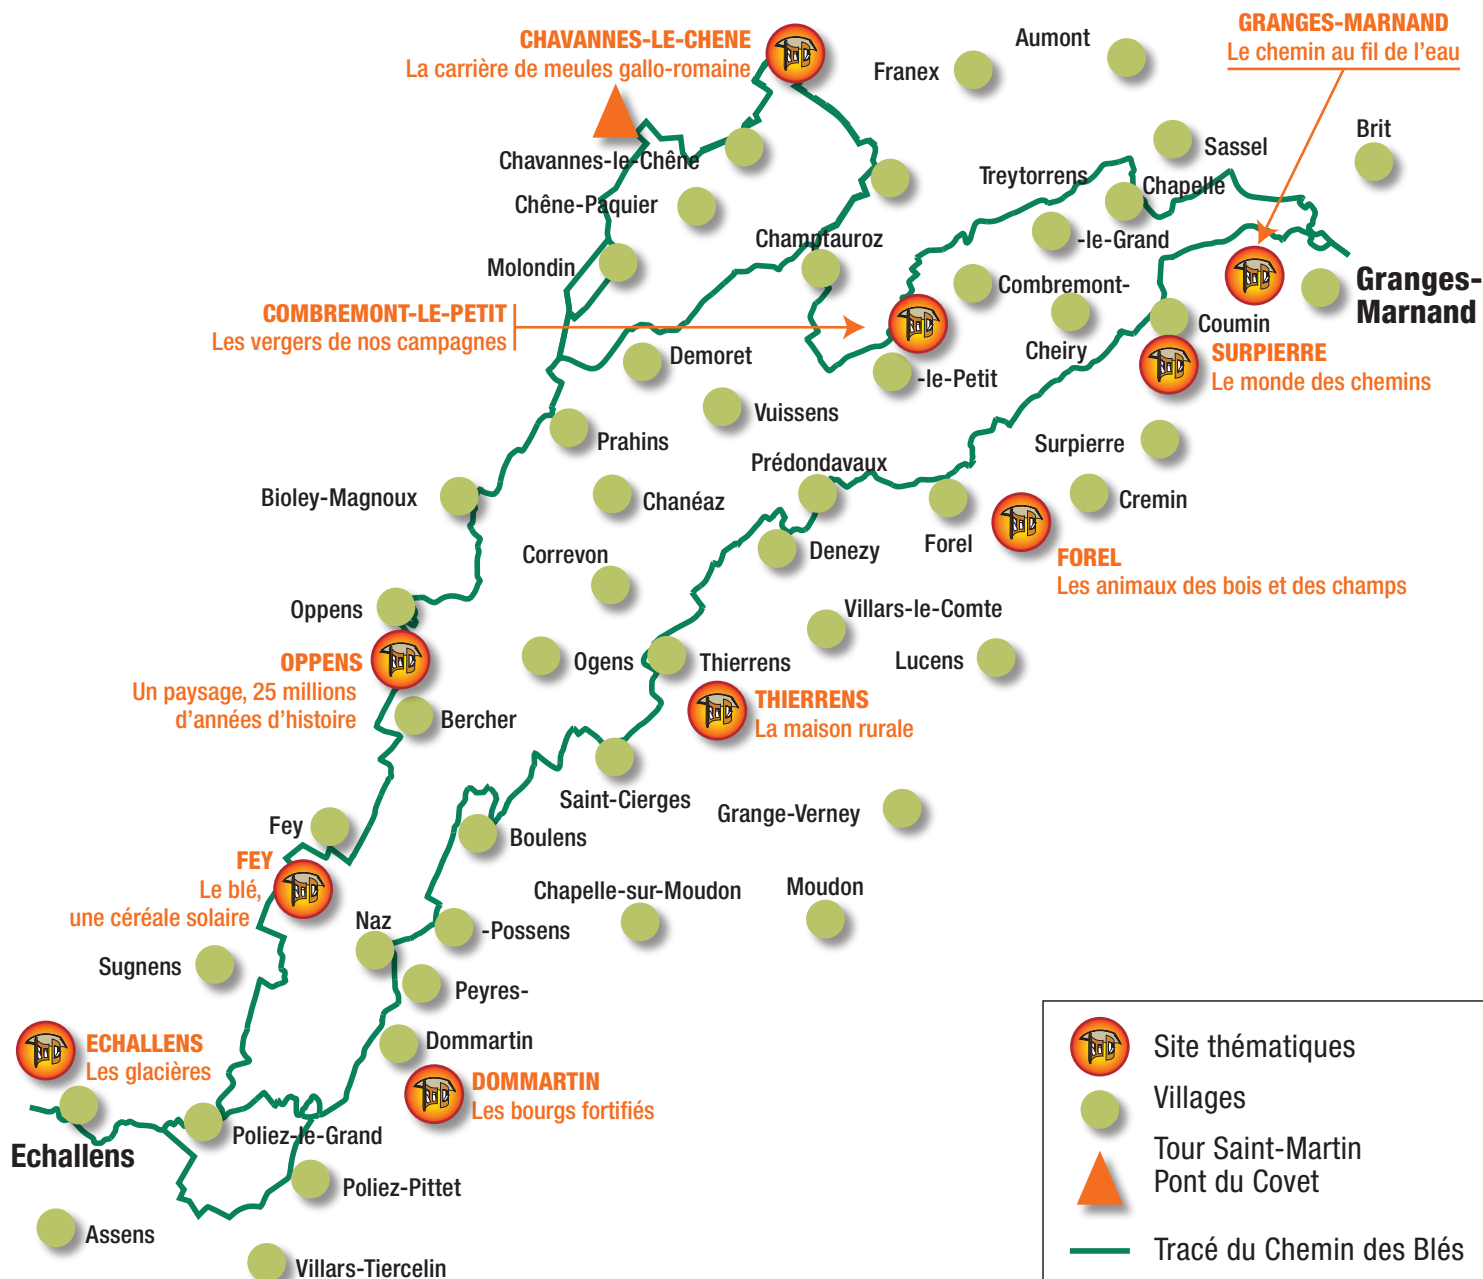 CHAVANNES-LE-CHENE
La carrière de meules gallo-romaine
Aumont
Franex
GRANGES-MARNAND
Le chemin au fil de l'eau
Brit
Sassel
Chavannes-le-Chêne
Treytorrens
Chapelle
Chêne-Paquier
Champtauroz
-le-Grand
Molondin
Combremont-
Granges-
Marnand
COMBREMONT-LE-PETIT
Les vergers de nos campagnes
Coumin
Cheiry
SURPIERRE
Le monde des chemins
Demoret
-le-Petit
Vuissens
Prahins
Surpierre
Prédondavaux
Bioley-Magnoux
Chanéaz
Cremin
Forel
Denezy
Correvon
FOREL
Les animaux des bois et des champs
Oppens
Villars-le-Comte
OPPENS
Un paysage, 25 millions
d'années d'histoire
Ogens
Thierrens
Lucens
THIERRENS
La maison rurale
Bercher
Saint-Cierges
Grange-Verney
Fey
Boulens
FEY
Le blé,
une céréale solaire
Chapelle-sur-Moudon
Moudon
Naz
-Possens
Sugnens
Peyres-
Dommartin
ECHALLENS
Les glacières
DOMMARTIN
Les bourgs fortifiés
Poliez-le-Grand
Echallens
Poliez-Pittet
Assens
Villars-Tiercelin
Site thématiques
Villages
Tour Saint-Martin
Pont du Covet
Tracé du Chemin des Blés